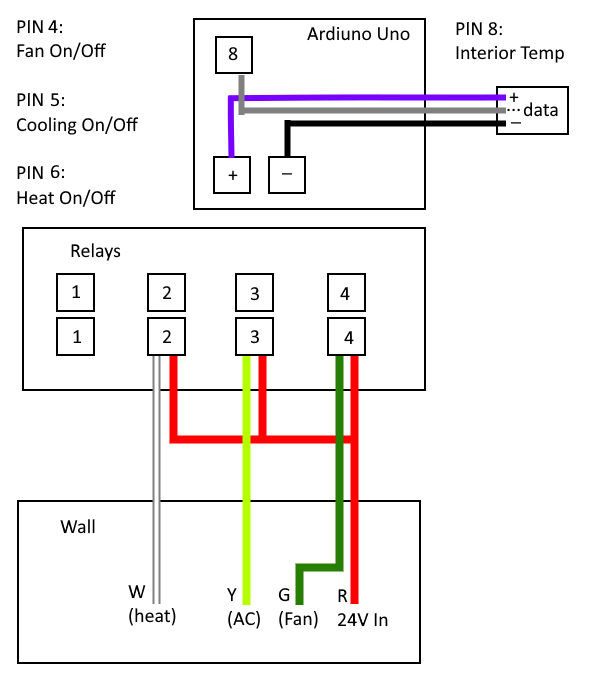 PIN 4:
Fan On/Off
PIN 5:
Cooling On/Off
PIN 6:
Heat On/Off
Ardiuno Uno
8
+
−
PIN 8:
Interior Temp
+
... data
−
Relays
1 2 3 4
1 2 3 4
Wall
W
(heat)
Y
(AC)
G
(Fan)
R
24V In